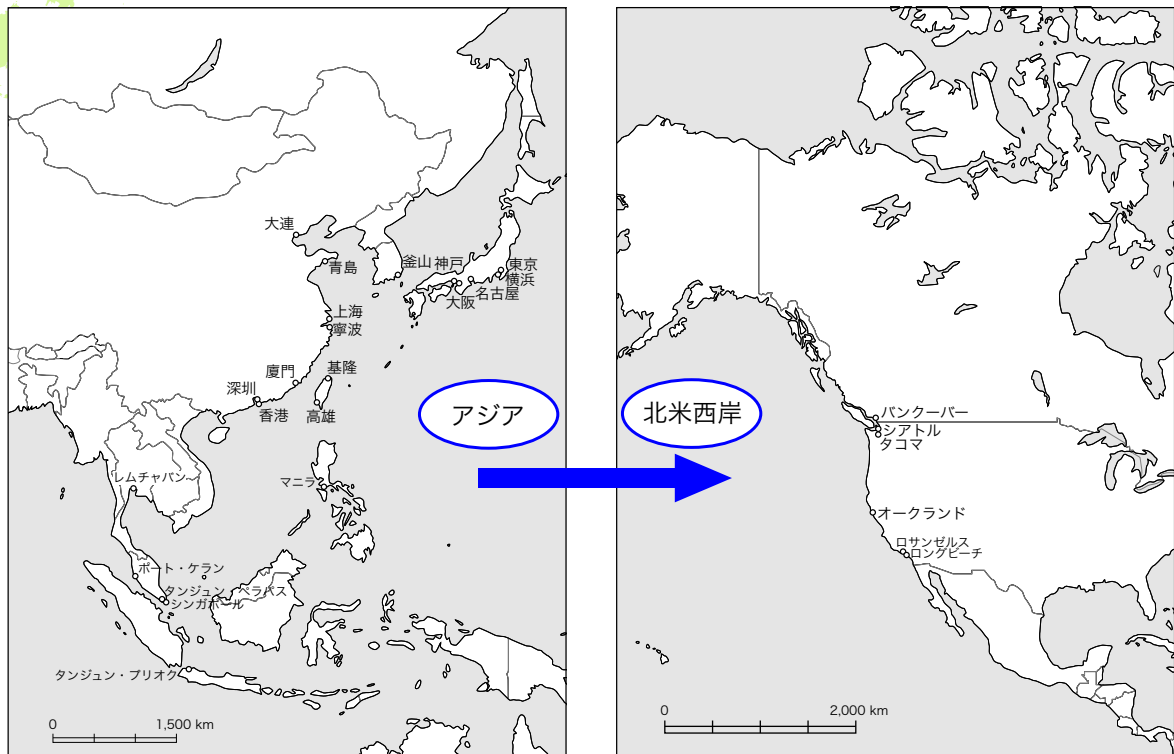 大連
青島
釜山
神戸
東京
横浜
名古屋
大阪
上海
寧波
廈門
基隆
深圳
香港
高雄
レムチャバン
マニラ
ポート・ケラン
タンジュン・ペラパス
シンガポール
タンジュン・プリオク
0 1,500 km
アジア
北米西岸
バンクーバー
シアトル
タコマ
オークランド
ロサンゼルス
ロングビーチ
0 2,000 km